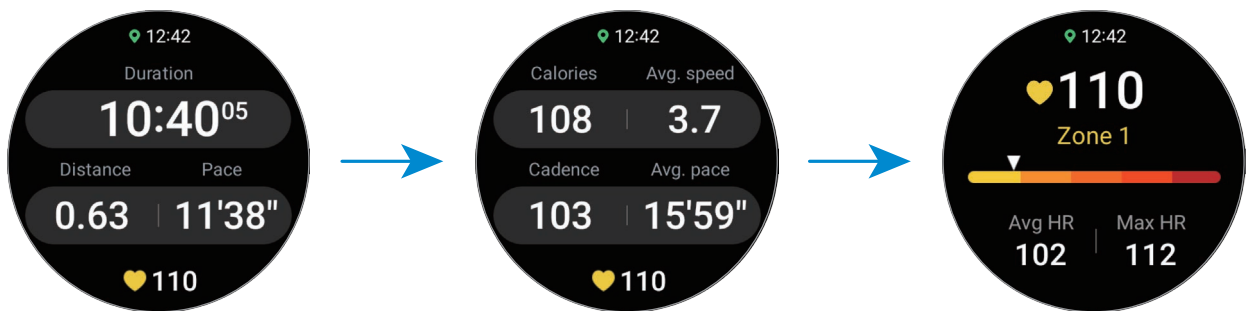 12:42
Duration
10:40 05
Distance Pace
0.63 11'38"
110
12:42
Calories Avg. speed
108 3.7
Cadence Avg. pace
103 15'59"
110
12:42
110
Zone 1
Avg HR Max HR
102 112